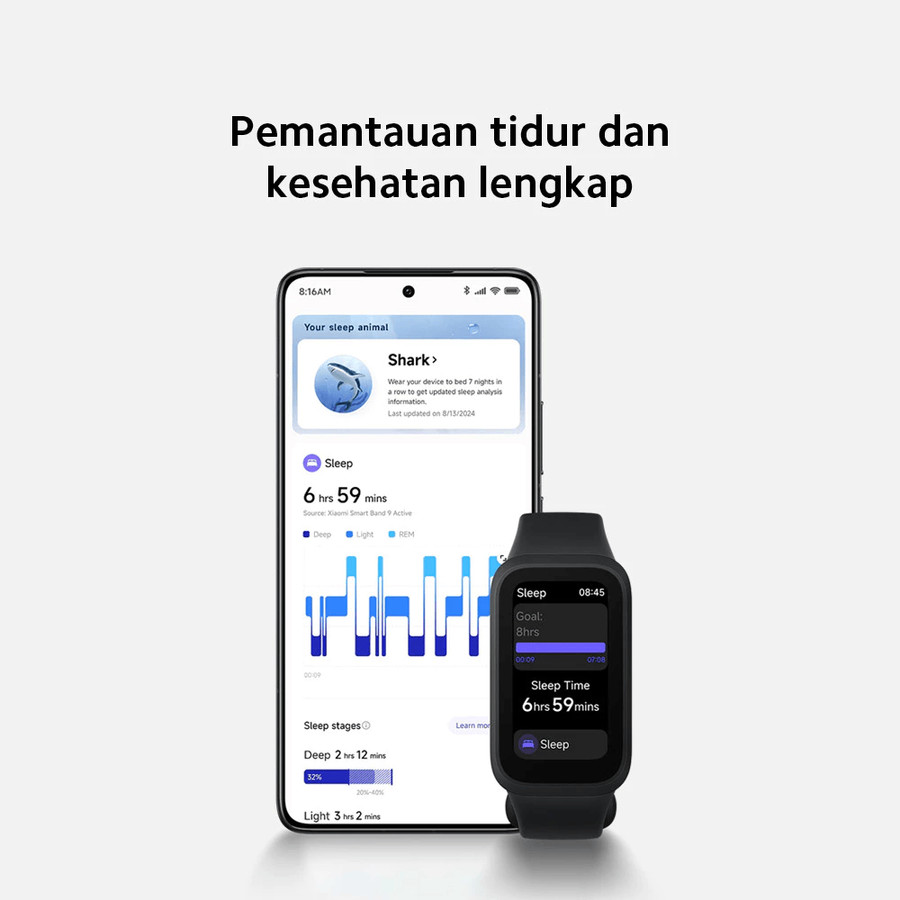 Pemantauan tidur dan
kesehatan lengkap
8:16AM
Your sleep animal
Shark›
Wear your device to bed 7 nights in
a row to get updated sleep analysis
information.
Last updated on 8/13/2024
Sleep
6 hrs 59 mins
Source: Xiaomi Smart Band 9 Active
Deep Light REM
00:09
Sleep stages
Learn mor
Deep 2 hrs 12 mins
32%
20%-40%
Light 3 hrs 2 mins
Sleep 08:45
Goal:
8hrs
00:09 07:08
Sleep Time
6hrs59mins
Sleep